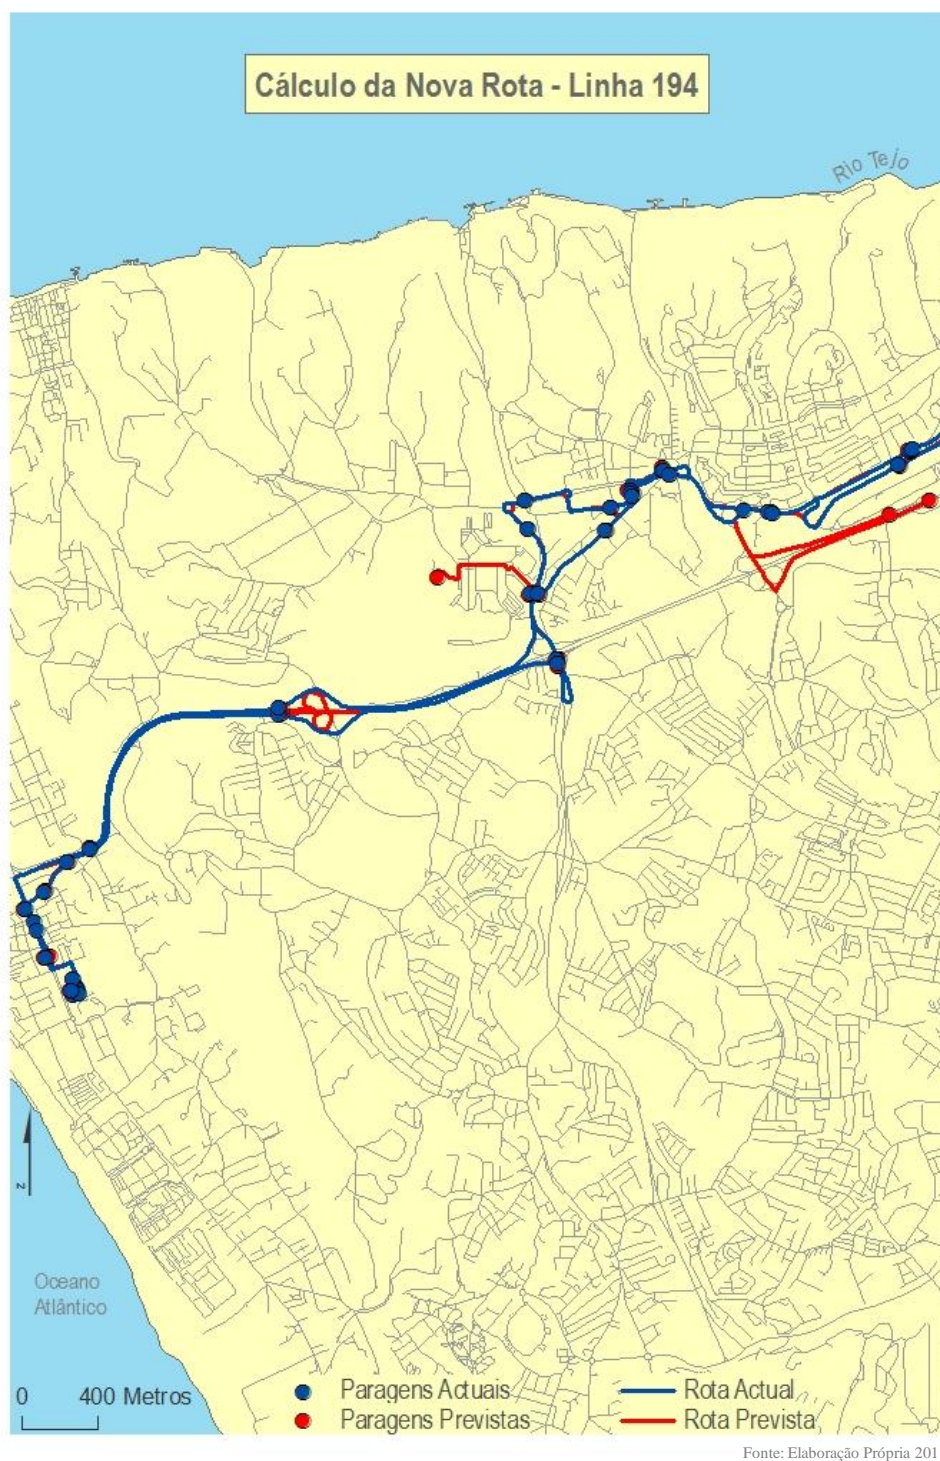 Cálculo da Nova Rota - Linha 194
Rio Tejo
z
Oceano
Atlântico
0 400 Metros
Paragens Actuais
Rota Actual
Paragens Previstas
Rota Prevista
Fonte: Elaboração Própria 201